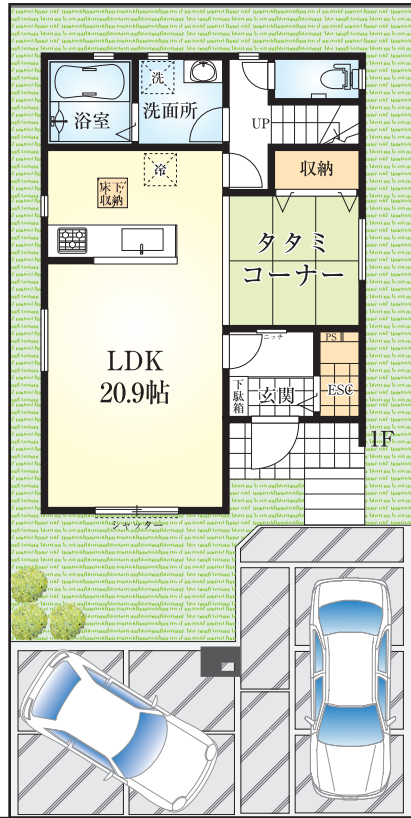 洗
浴室
洗面所
UP
冷
床下
収納
収納
タタミ
コーナー
ニッチ
PS
LDK
20.9帖
下駄箱
玄関
ESC
1F
シャッター